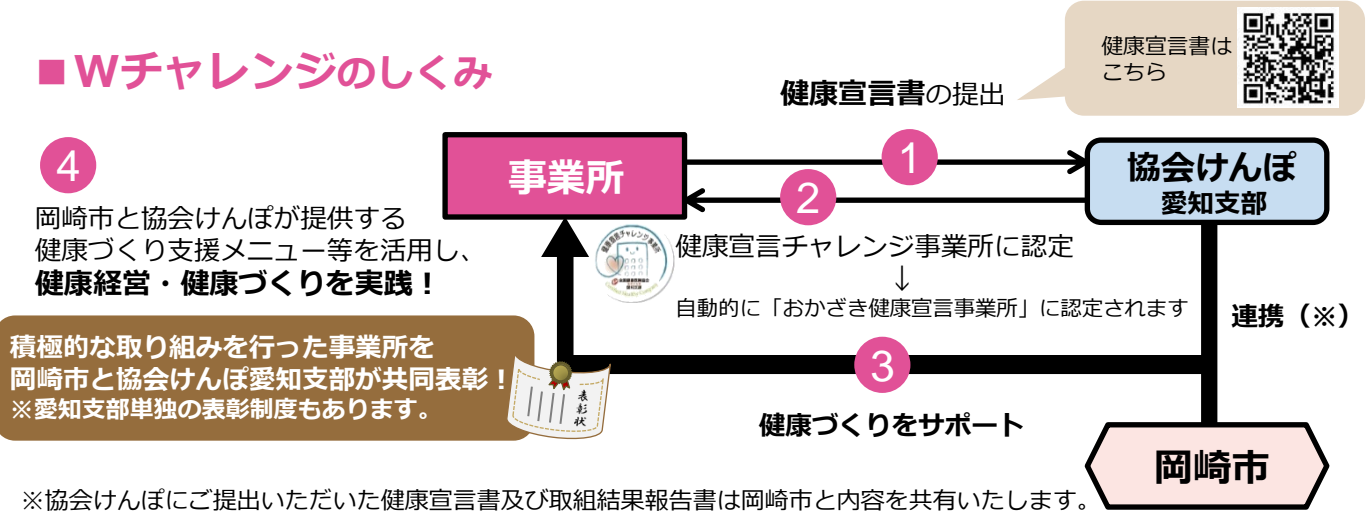 ■Wチャレンジのしくみ
健康宣言書は
こちら
健康宣言書の提出
1
事業所
協会けんぽ
愛知支部
2
健康宣言チャレンジ事業所に認定
↓
自動的に「おかざき健康宣言事業所」に認定されます
連携（※）
3
健康づくりをサポート
岡崎市
4
岡崎市と協会けんぽが提供する
健康づくり支援メニュー等を活用し、
健康経営・健康づくりを実践！
積極的な取り組みを行った事業所を
岡崎市と協会けんぽ愛知支部が共同表彰！
※愛知支部単独の表彰制度もあります。
表彰状
※協会けんぽにご提出いただいた健康宣言書及び取組結果報告書は岡崎市と内容を共有いたします。